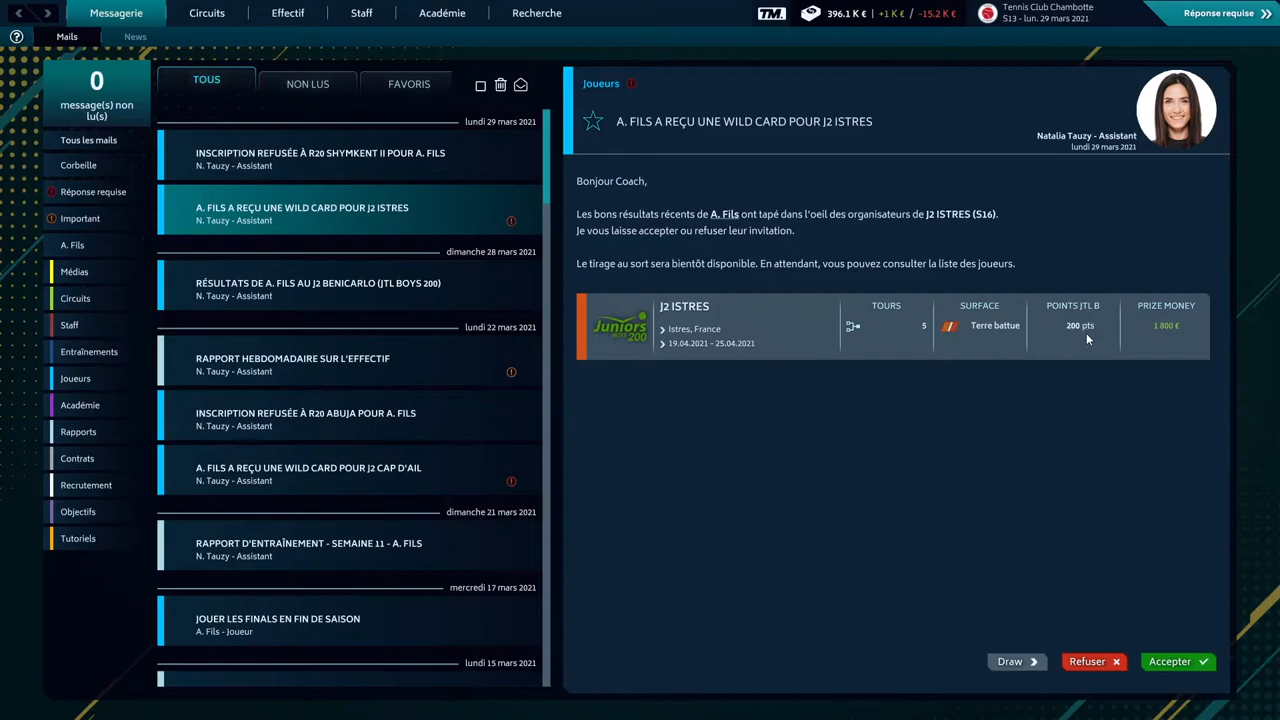 Messagerie
Circuits
Effectif
Staff
Académie
Recherche
TM.
396.1 K € / +1 K € / -15.2 K €
Tennis Club Chambotte
S13 - lun. 29 mars 2021
Réponse requise
Mails
News
0
message(s) non
lu(s)
Tous les mails
Corbeille
Réponse requise
Important
A. Fils
Médias
Circuits
Staff
Entraînements
Joueurs
Académie
Rapports
Contrats
Recrutement
Objectifs
Tutoriels
TOUS
NON LUS
FAVORIS
lundi 29 mars 2021
INSCRIPTION REFUSÉE À R20 SHYMKENT II POUR A. FILS
N. Tauzy - Assistant
A. FILS A REÇU UNE WILD CARD POUR J2 ISTRES
N. Tauzy - Assistant
dimanche 28 mars 2021
RÉSULTATS DE A. FILS AU J2 BENICARLO (JTL BOYS 200)
N. Tauzy - Assistant
lundi 22 mars 2021
RAPPORT HEBDOMADAIRE SUR L'EFFECTIF
N. Tauzy - Assistant
INSCRIPTION REFUSÉE À R20 ABUJA POUR A. FILS
N. Tauzy - Assistant
A. FILS A REÇU UNE WILD CARD POUR J2 CAP D'AIL
N. Tauzy - Assistant
dimanche 21 mars 2021
RAPPORT D'ENTRAÎNEMENT - SEMAINE 11 - A. FILS
N. Tauzy - Assistant
mercredi 17 mars 2021
JOUER LES FINALS EN FIN DE SAISON
A. Fils - Joueur
lundi 15 mars 2021
Joueurs
A. FILS A REÇU UNE WILD CARD POUR J2 ISTRES
Natalia Tauzy - Assistant
lundi 29 mars 2021
Bonjour Coach,
Les bons résultats récents de A. Fils ont tapé dans l'oeil des organisateurs de J2 ISTRES (S16).
Je vous laisse accepter ou refuser leur invitation.
Le tirage au sort sera bientôt disponible. En attendant, vous pouvez consulter la liste des joueurs.
Juniors
BOYS 200
J2 ISTRES
Istres, France
19.04.2021 - 25.04.2021
TOURS
5
SURFACE
Terre battue
POINTS JTL B
200 pts
PRIZE MONEY
1 800 €
Draw
Refuser
Accepter